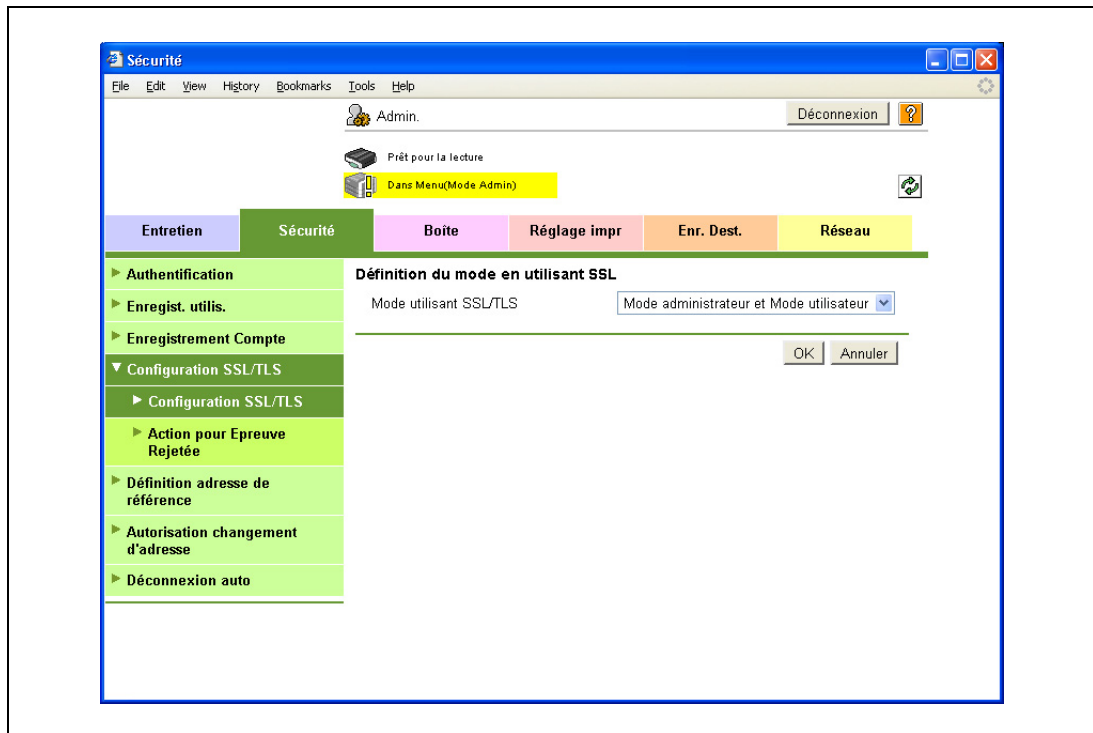 Sécurité
File Edit View History Bookmarks Tools Help
Admin.
Déconnexion
?
Prêt pour la lecture
Dans Menu(Mode Admin)
Entretien Sécurité Boîte Réglage impr Enr. Dest. Réseau
Authentification
Enregist. utilis.
Enregistrement Compte
Configuration SSL/TLS
Configuration SSL/TLS
Action pour Epreuve
Rejetée
Définition adresse de
référence
Autorisation changement
d'adresse
Déconnexion auto
Définition du mode en utilisant SSL
Mode utilisant SSL/TLS Mode administrateur et Mode utilisateur
OK Annuler